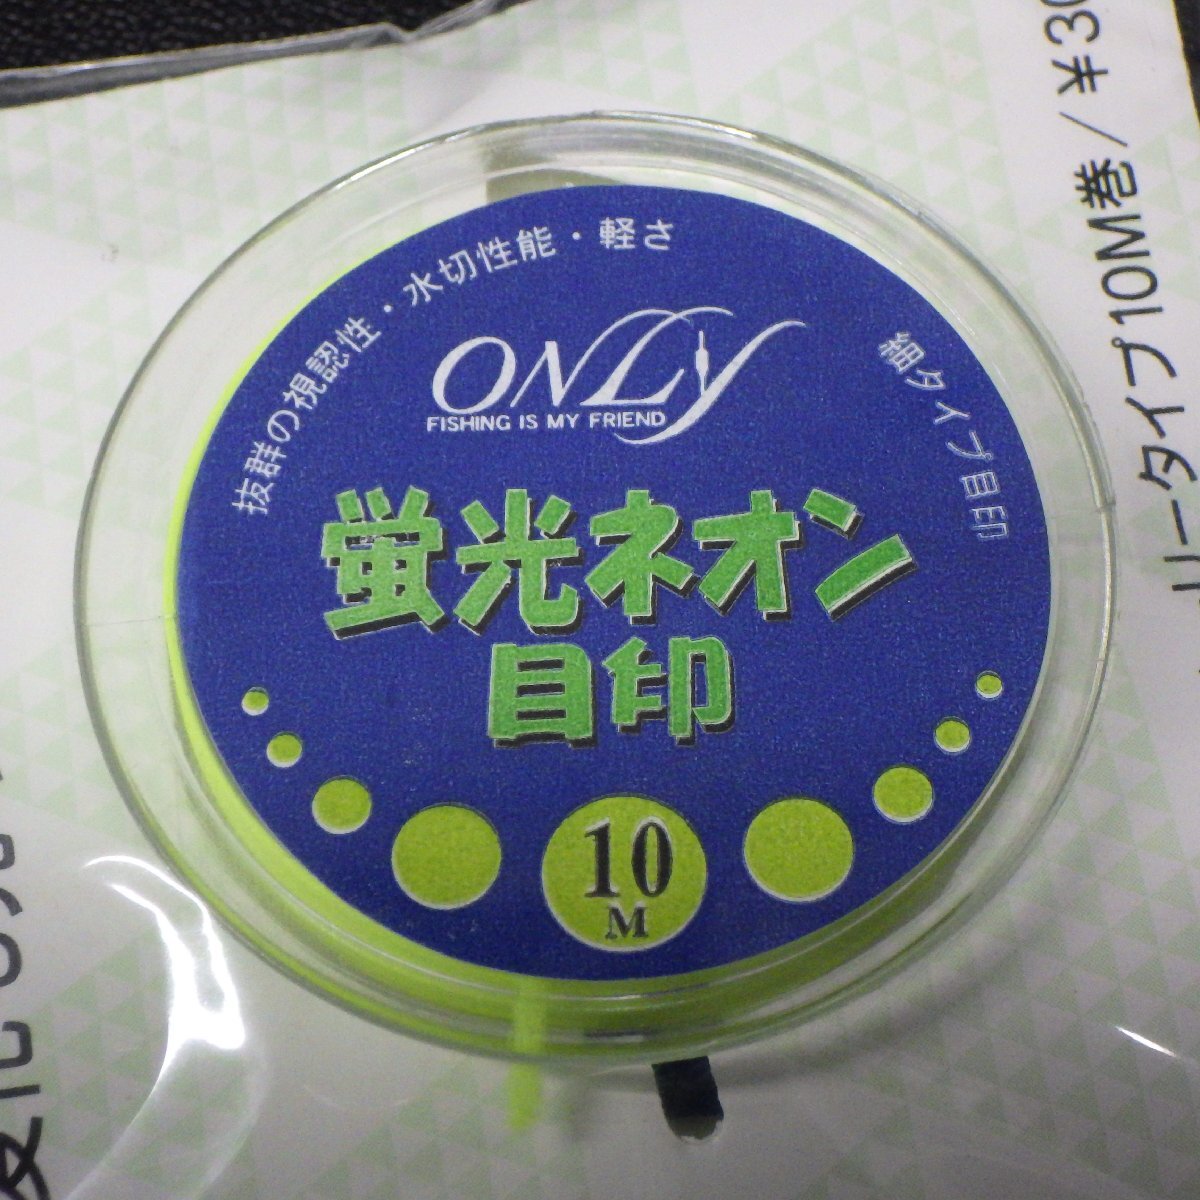 抜群の視認性・水切性能・軽さ
ONLY
FISHING IS MY FRIEND
細タイプ目印
蛍光ネオン
目印
10
M
リータイプ10M巻/¥30